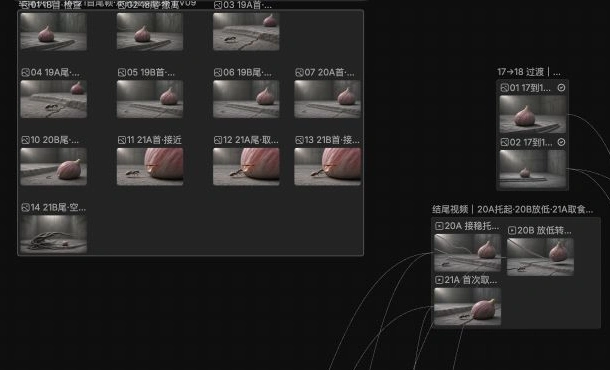 03 19A首·...
04 19A尾·...
05 19B首·...
06 19B尾·...
07 20A首·...
10 20B尾·...
11 21A首·接近
12 21A尾·取...
13 21B首·接...
14 21B尾·空...
17→18 过渡 | ...
01 17到1...
02 17到1...
结尾视频 | 20A托起·20B放低·21A取食...
20A 接稳托...
20B 放低转...
21A 首次取...